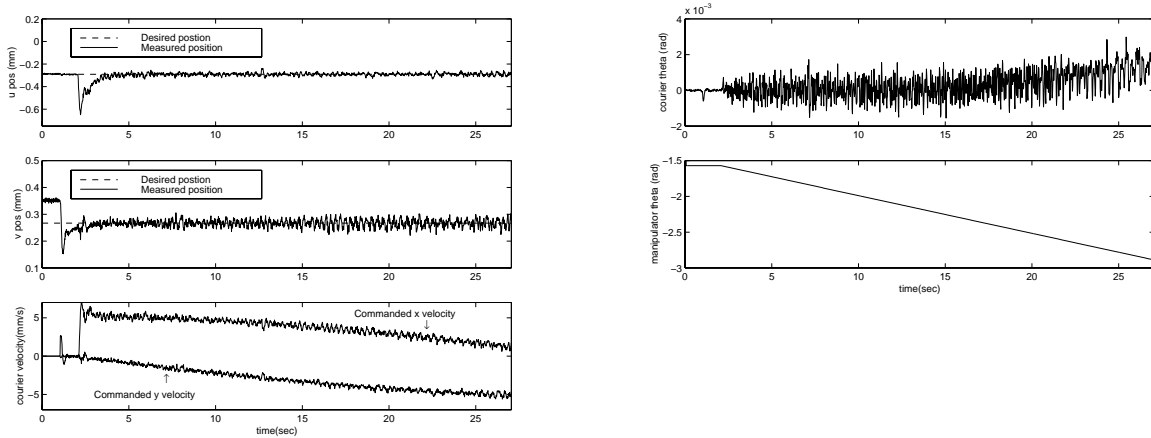 0.2
0
−0.2
−0.4
−0.6
u pos (mm)
Desired postion
Measured position
0 5 10 15 20 25
0.5
0.4
0.3
0.2
0.1
v pos (mm)
Desired position
Measured position
0 5 10 15 20 25
5
0
−5
courier velocity(mm/s)
Commanded x velocity
Commanded y velocity
0 5 10 15 20 25
time(sec)
x 10−3
4
2
0
−2
courier theta (rad)
0 5 10 15 20 25
−1.5
−2
−2.5
−3
manipulator theta (rad)
0 5 10 15 20 25
time(sec)